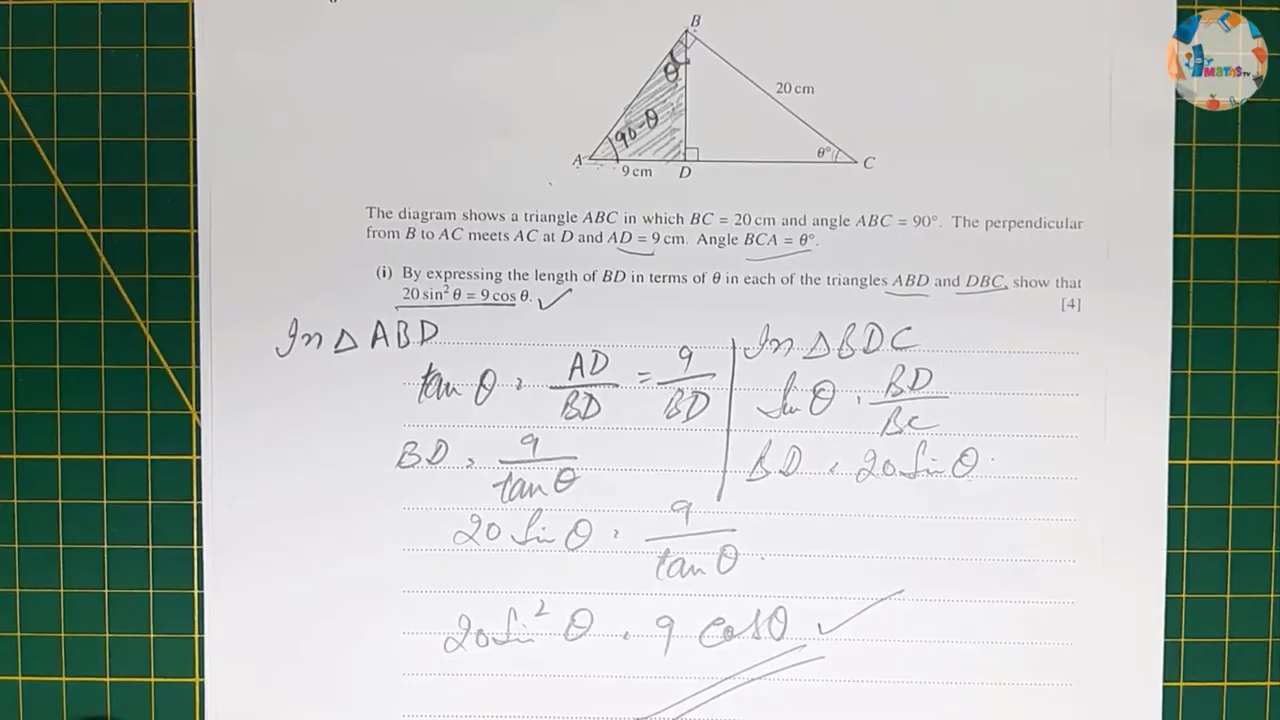 B
MATHS TV
θ
20 cm
90-θ
θ°
A
9 cm
D
C
The diagram shows a triangle ABC in which BC = 20 cm and angle ABC = 90°. The perpendicular
from B to AC meets AC at D and AD = 9 cm. Angle BCA = θ°.
(i) By expressing the length of BD in terms of θ in each of the triangles ABD and DBC, show that
20 sin² θ = 9 cos θ.
[4]
In △ ABD
tan θ = AD/BD = 9/BD
BD = 9/tan θ
In △ BDC
Sin θ = BD/BC
BD = 20 Sin θ
20 Sin θ = 9/tan θ
20 Sin² θ = 9 cos θ